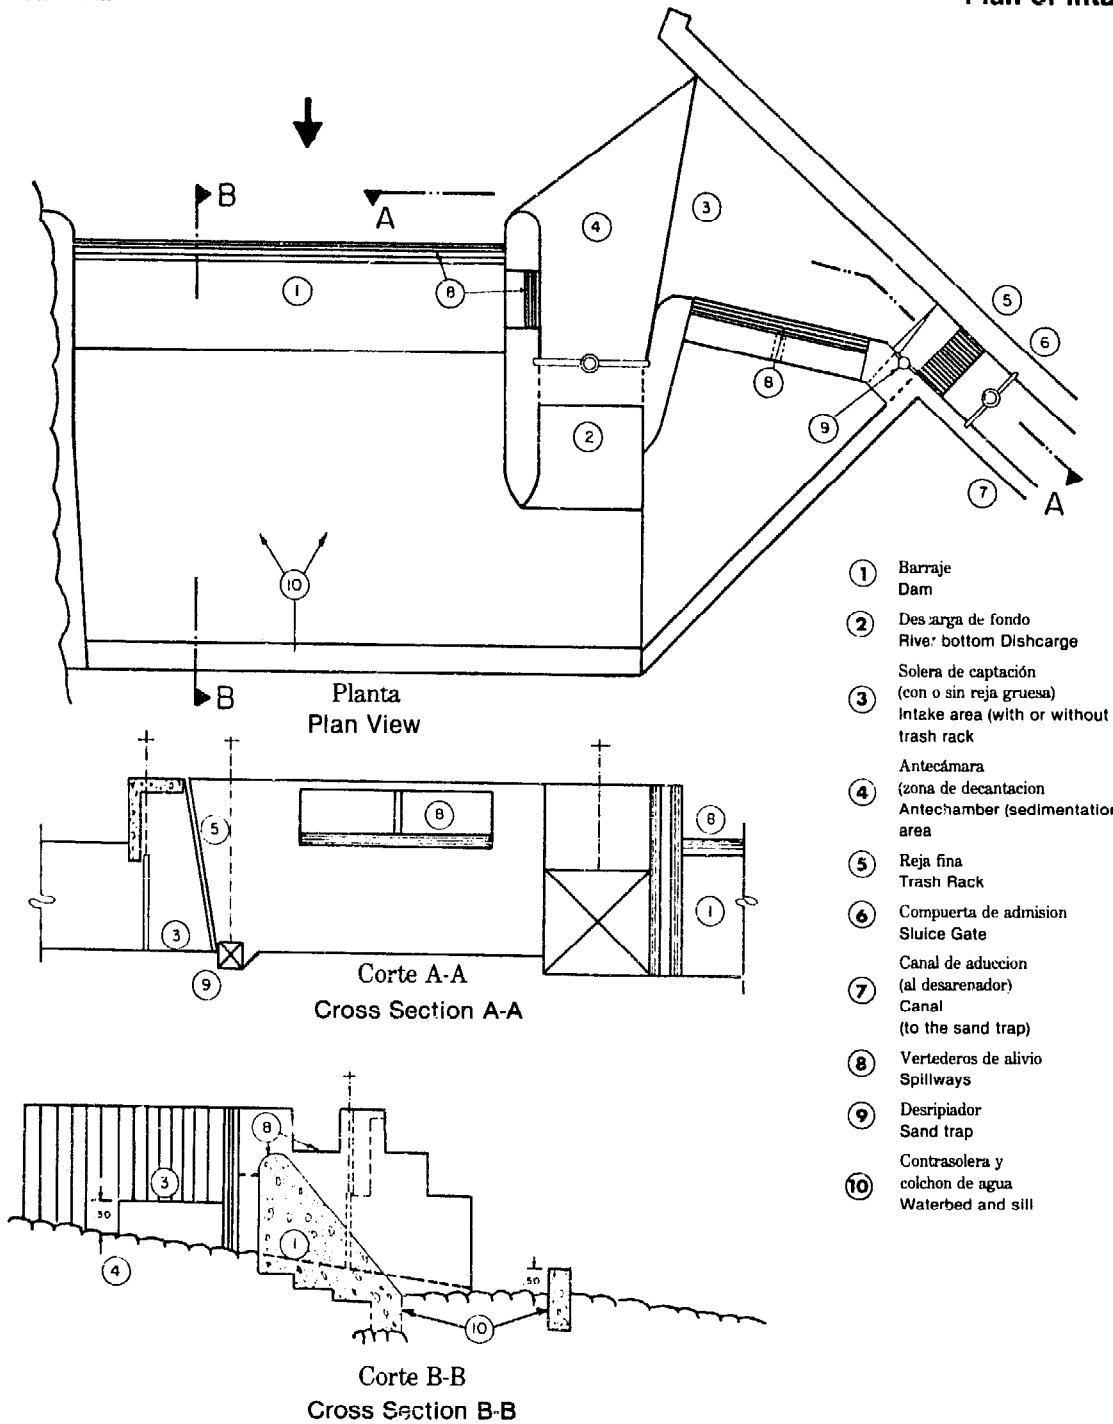 B
A
3
4
8
1
5
6
8
2
9
7
A
10
B
Planta
Plan View
5
8
8
3
1
9
Corte A-A
Cross Section A-A
8
3
.30
1
4
.50
10
Corte B-B
Cross Section B-B
1 Barraje
Dam
2 Descarga de fondo
River bottom Dishcarge
Solera de captación
3 (con o sin reja gruesa)
Intake area (with or without
trash rack
Antecámara
4 (zona de decantacion
Antechamber (sedimentation
area
5 Reja fina
Trash Rack
6 Compuerta de admision
Sluice Gate
Canal de aduccion
7 (al desarenador)
Canal
(to the sand trap)
8 Vertederos de alivio
Spillways
9 Desripiador
Sand trap
Contrasolera y
10 colchon de agua
Waterbed and sill